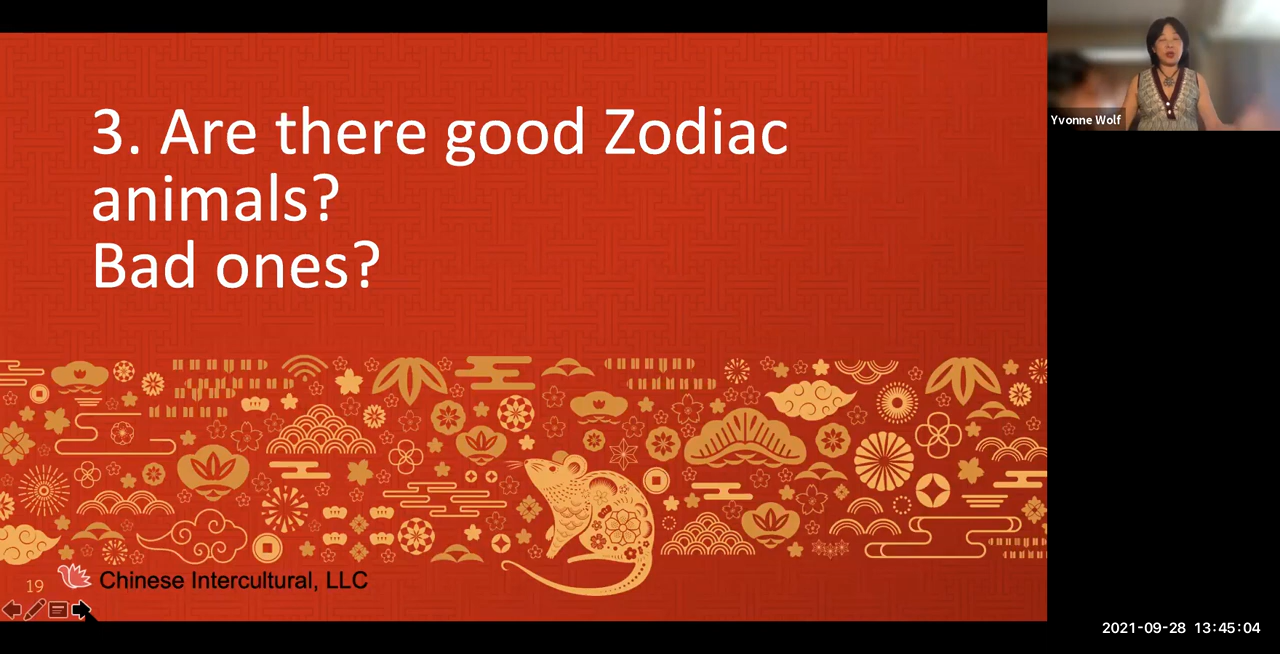 3. Are there good Zodiac
animals?
Bad ones?
Yvonne Wolf
19
Chinese Intercultural, LLC
2021-09-28 13:45:04